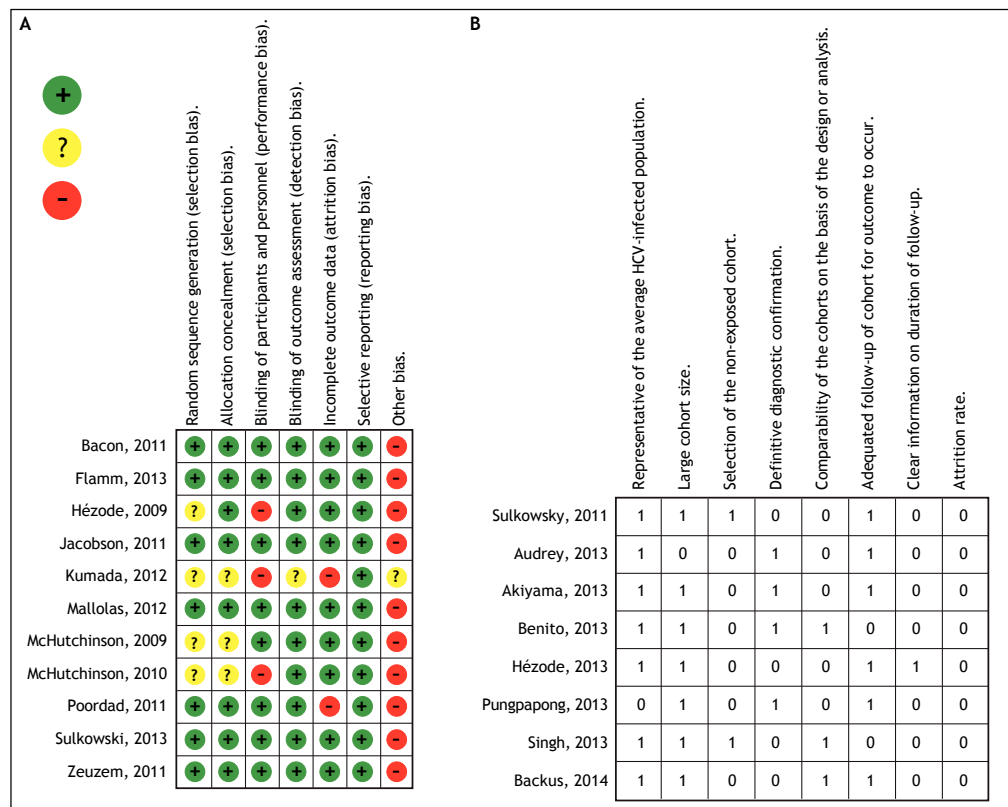 A
+
?
-
Random sequence generation (selection blas).
Allocation concealment (selection bias).
Blinding of participants and personnel (performance bias).
Blinding of outcome assessment (detection bias).
Incomplete outcome data (attrition bias).
Selective reporting (reporting bias).
Other bias.
Bacon, 2011 + + + + + + -
Flamm, 2013 + + + + + + -
Hézode, 2009 ? + - + + + -
Jacobson, 2011 + + + + + + -
Kumada, 2012 ? ? - ? - + ?
Mallolas, 2012 + + + + + + -
McHutchinson, 2009 ? ? + + + + -
McHutchinson, 2010 ? ? - + + + -
Poordad, 2011 + + + + - + -
Sulkowski, 2013 + + + + + + -
Zeuzem, 2011 + + + + + + -
B
Representative of the average HCV-infected population.
Large cohort size.
Selection of the non-exposed cohort.
Definitive diagnostic confirmation.
Comparability of the cohorts on the basis of the design or analysis.
Adequated follow-up of cohort for outcome to occur.
Clear information on duration of follow-up.
Attrition rate.
Sulkowsky, 2011 1 1 1 0 0 1 0 0
Audrey, 2013 1 0 0 1 0 1 0 0
Akiyama, 2013 1 1 0 1 0 1 0 0
Benito, 2013 1 1 0 1 1 0 0 0
Hézode, 2013 1 1 0 0 0 1 1 0
Pungpapong, 2013 0 1 0 1 0 1 0 0
Singh, 2013 1 1 1 0 1 0 0 0
Backus, 2014 1 1 0 0 1 1 0 0